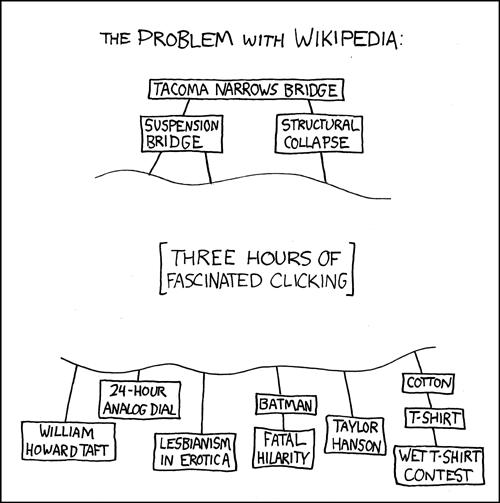 THE PROBLEM WITH WIKIPEDIA:
TACOMA NARROWS BRIDGE
SUSPENSION
BRIDGE
STRUCTURAL
COLLAPSE
[THREE HOURS OF
FASCINATED CLICKING]
WILLIAM
HOWARD TAFT
24-HOUR
ANALOG DIAL
LESBIANISM
IN EROTICA
BATMAN
FATAL
HILARITY
TAYLOR
HANSON
COTTON
T-SHIRT
WET T-SHIRT
CONTEST